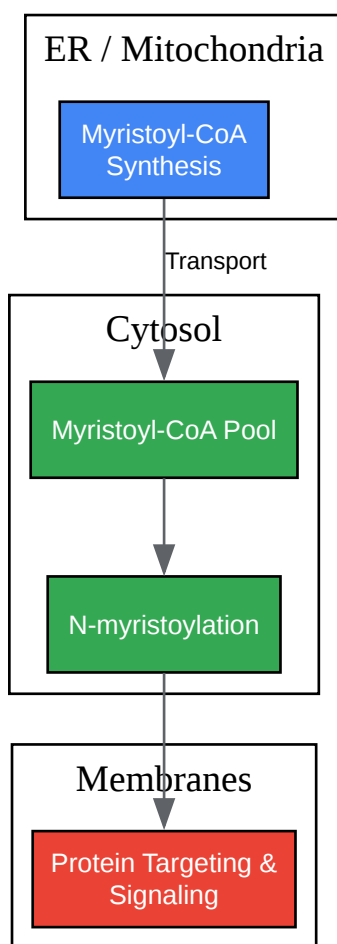 ER / Mitochondria
Myristoyl-CoA
Synthesis
Transport
Cytosol
Myristoyl-CoA Pool
N-myristoylation
Membranes
Protein Targeting &
Signaling